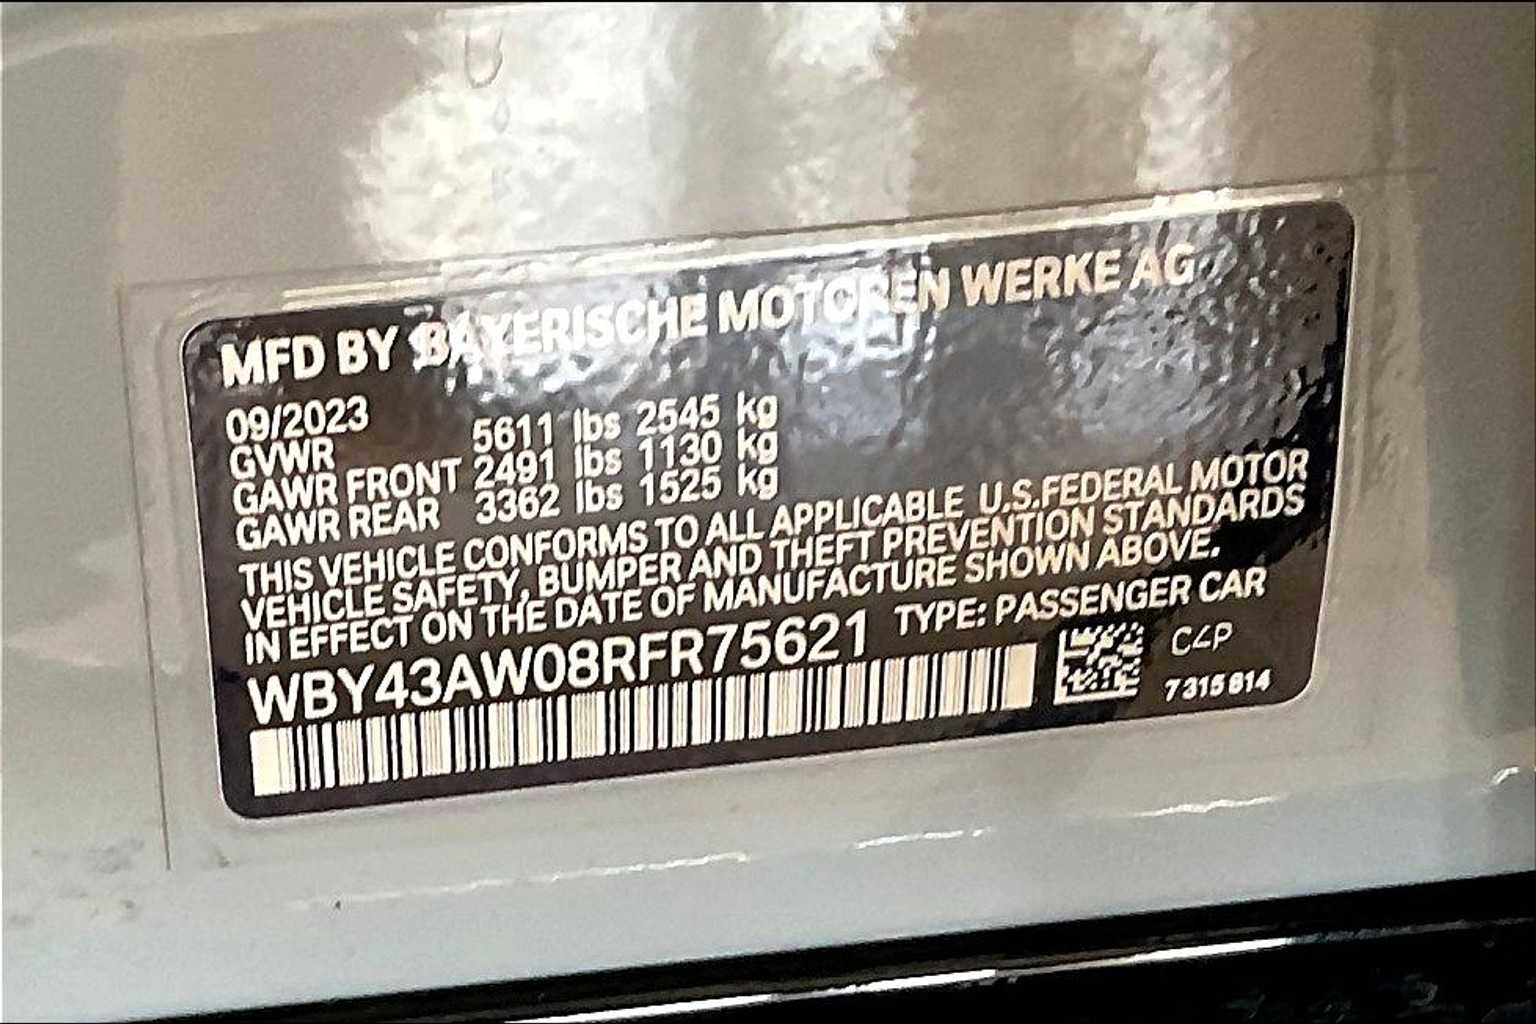 MFD BY BAYERISCHE MOTOREN WERKE AG
09/2023
GVWR 5611 lbs 2545 kg
GAWR FRONT 2491 lbs 1130 kg
GAWR REAR 3362 lbs 1525 kg
THIS VEHICLE CONFORMS TO ALL APPLICABLE U.S.FEDERAL MOTOR
VEHICLE SAFETY, BUMPER AND THEFT PREVENTION STANDARDS
IN EFFECT ON THE DATE OF MANUFACTURE SHOWN ABOVE.
WBY43AW08RFR75621 TYPE: PASSENGER CAR
C4P
7 315 814